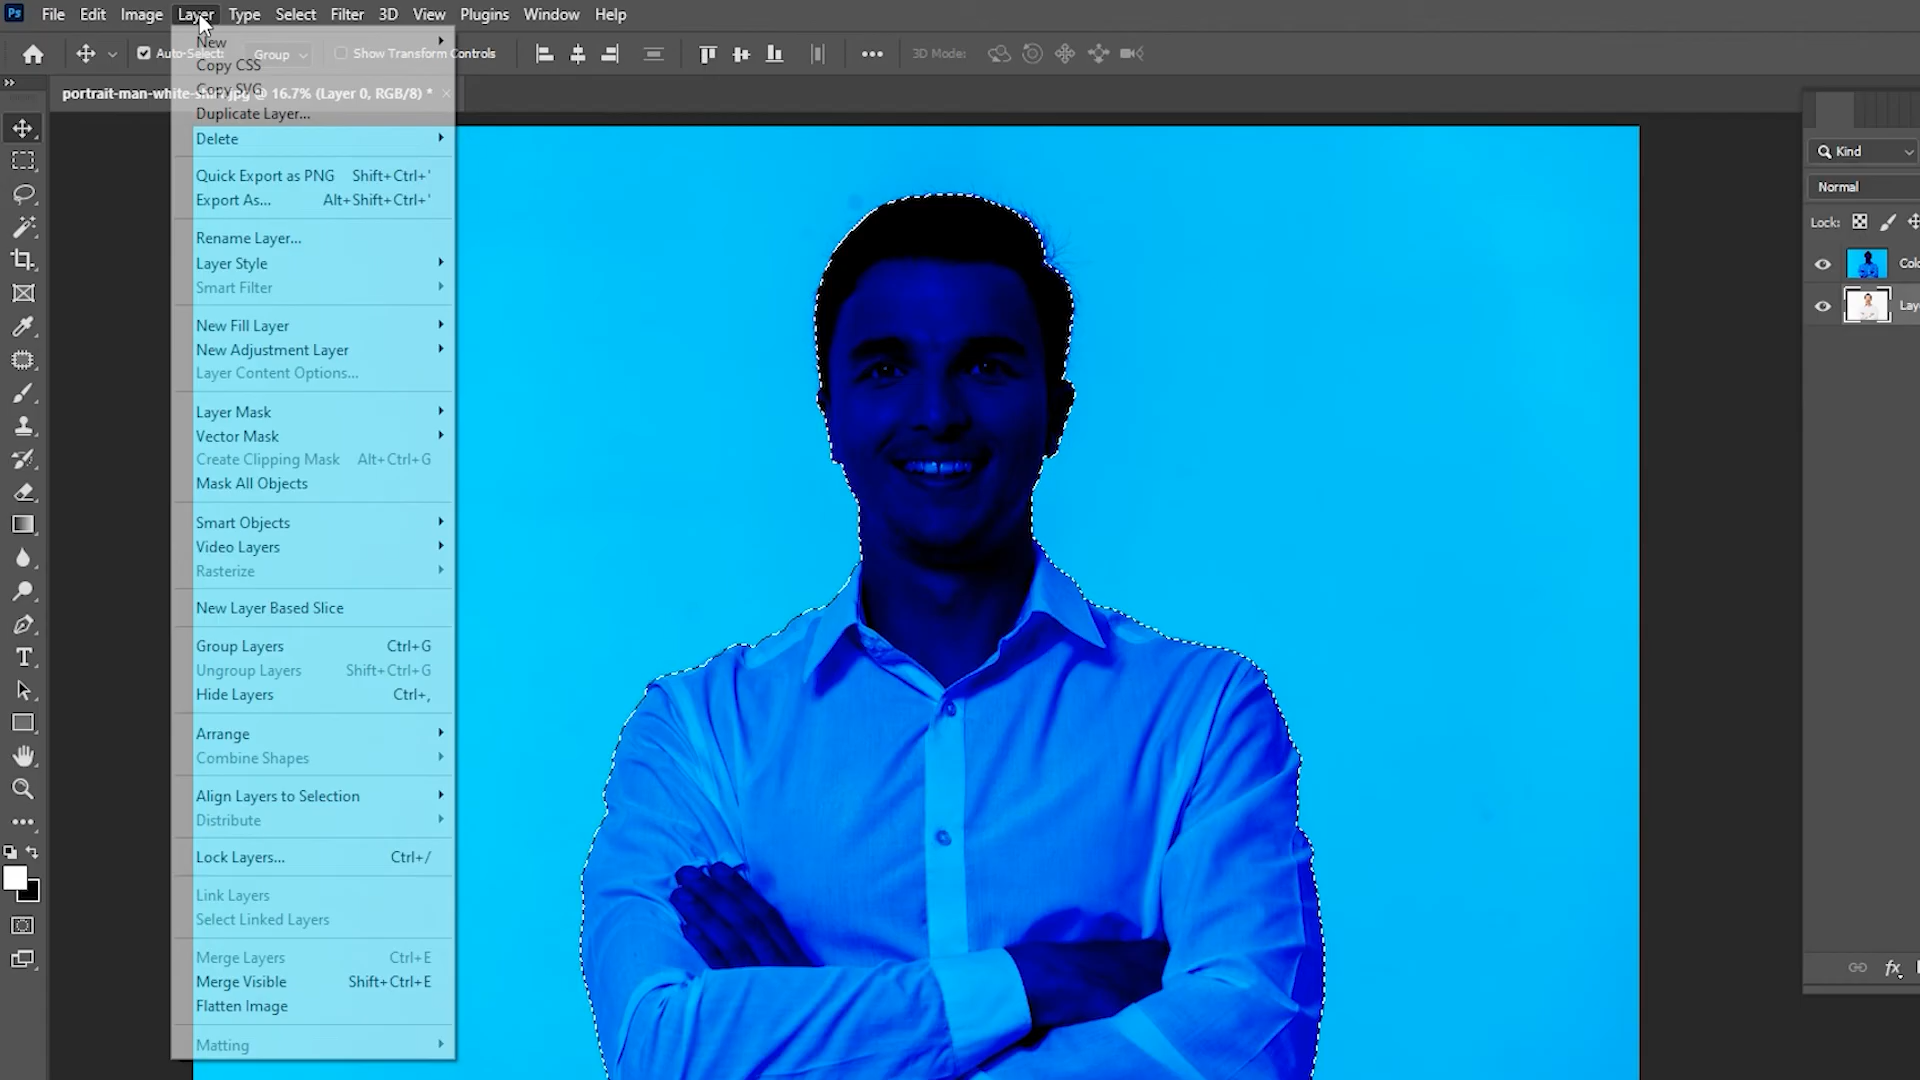 Ps File Edit Image Layer Type Select Filter 3D View Plugins Window Help
Auto-Select: Group Show Transform Controls 3D Mode:
portrait-man-white-shirt.jpg @ 16.7% (Layer 0, RGB/8) *
New
Copy CSS
Copy SVG
Duplicate Layer...
Delete
Quick Export as PNG Shift+Ctrl+'
Export As... Alt+Shift+Ctrl+'
Rename Layer...
Layer Style
Smart Filter
New Fill Layer
New Adjustment Layer
Layer Content Options...
Layer Mask
Vector Mask
Create Clipping Mask Alt+Ctrl+G
Mask All Objects
Smart Objects
Video Layers
Rasterize
New Layer Based Slice
Group Layers Ctrl+G
Ungroup Layers Shift+Ctrl+G
Hide Layers Ctrl+,
Arrange
Combine Shapes
Align Layers to Selection
Distribute
Lock Layers... Ctrl+/
Link Layers
Select Linked Layers
Merge Layers Ctrl+E
Merge Visible Shift+Ctrl+E
Flatten Image
Matting
Kind
Normal
Lock:
Colo
Laye
fx